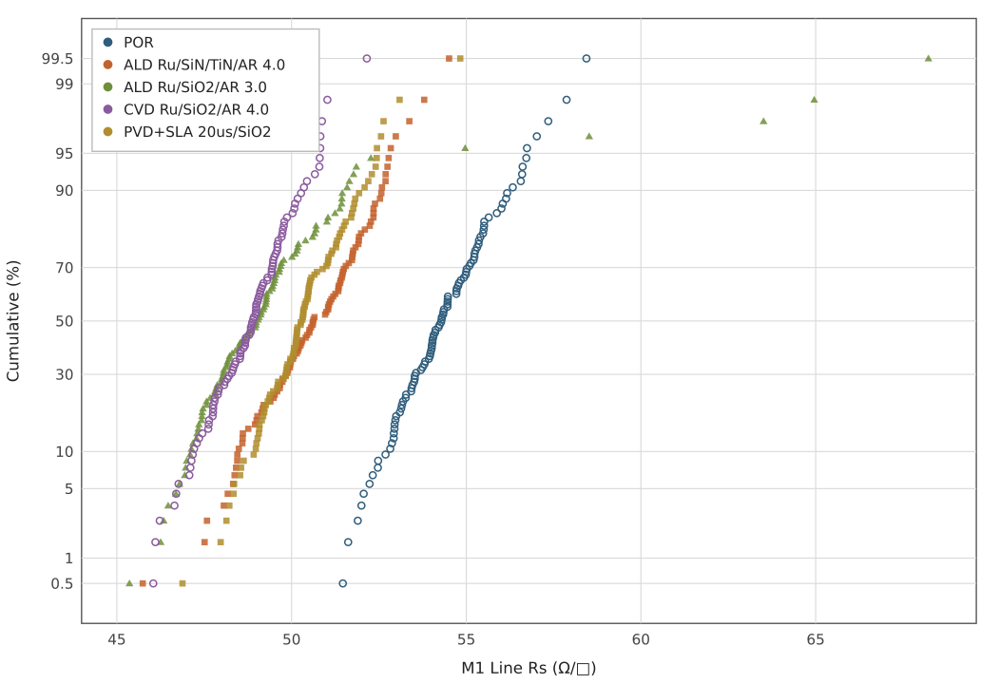 POR
ALD Ru/SiN/TiN/AR 4.0
ALD Ru/SiO2/AR 3.0
CVD Ru/SiO2/AR 4.0
PVD+SLA 20us/SiO2
Cumulative (%)
99.5
99
95
90
70
50
30
10
5
1
0.5
45 50 55 60 65
M1 Line Rs (Ω/□)